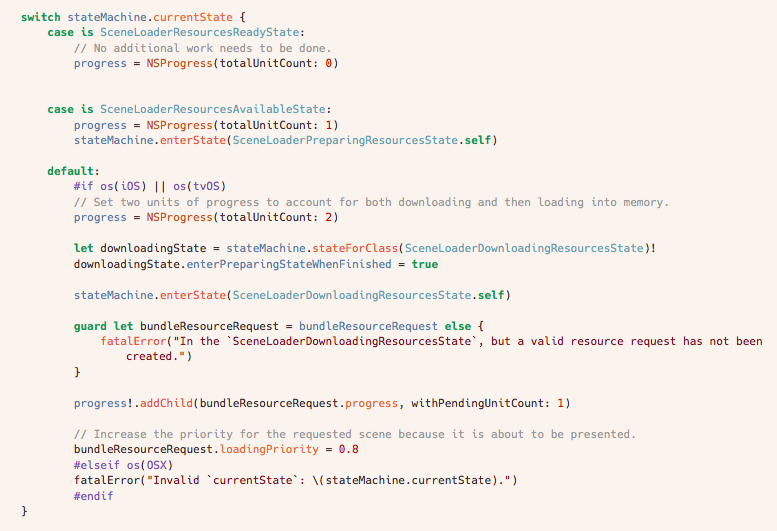 switch stateMachine.currentState {
case is SceneLoaderResourcesReadyState:
// No additional work needs to be done.
progress = NSProgress(totalUnitCount: 0)
case is SceneLoaderResourcesAvailableState:
progress = NSProgress(totalUnitCount: 1)
stateMachine.enterState(SceneLoaderPreparingResourcesState.self)
default:
#if os(iOS) || os(tvOS)
// Set two units of progress to account for both downloading and then loading into memory.
progress = NSProgress(totalUnitCount: 2)
let downloadingState = stateMachine.stateForClass(SceneLoaderDownloadingResourcesState)!
downloadingState.enterPreparingStateWhenFinished = true
stateMachine.enterState(SceneLoaderDownloadingResourcesState.self)
guard let bundleResourceRequest = bundleResourceRequest else {
fatalError("In the `SceneLoaderDownloadingResourcesState`, but a valid resource request has not been
created.")
}
progress!.addChild(bundleResourceRequest.progress, withPendingUnitCount: 1)
// Increase the priority for the requested scene because it is about to be presented.
bundleResourceRequest.loadingPriority = 0.8
#elseif os(OSX)
fatalError("Invalid `currentState`: \(stateMachine.currentState).")
#endif
}